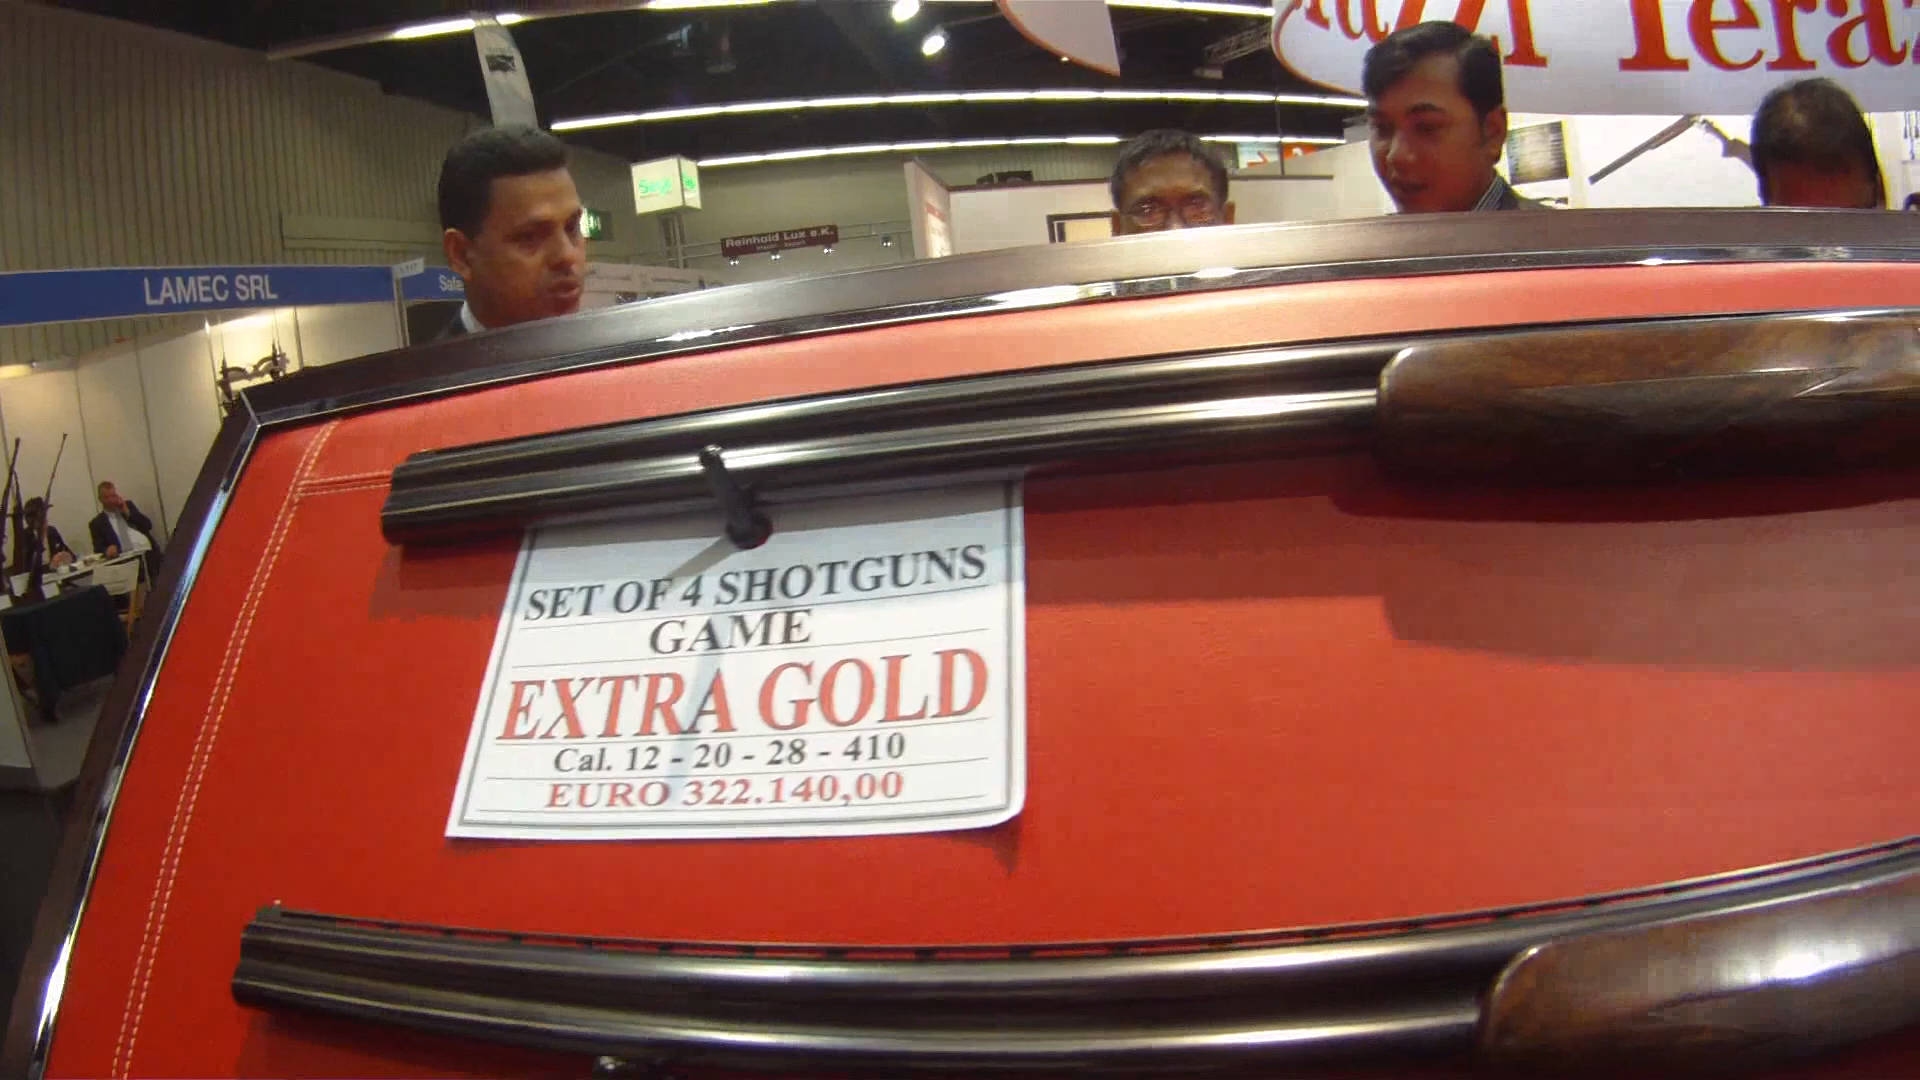 LAMEC SRL
Reinhold Lux e.K.
SET OF 4 SHOTGUNS
GAME
EXTRA GOLD
Cal. 12 - 20 - 28 - 410
EURO 322.140,00